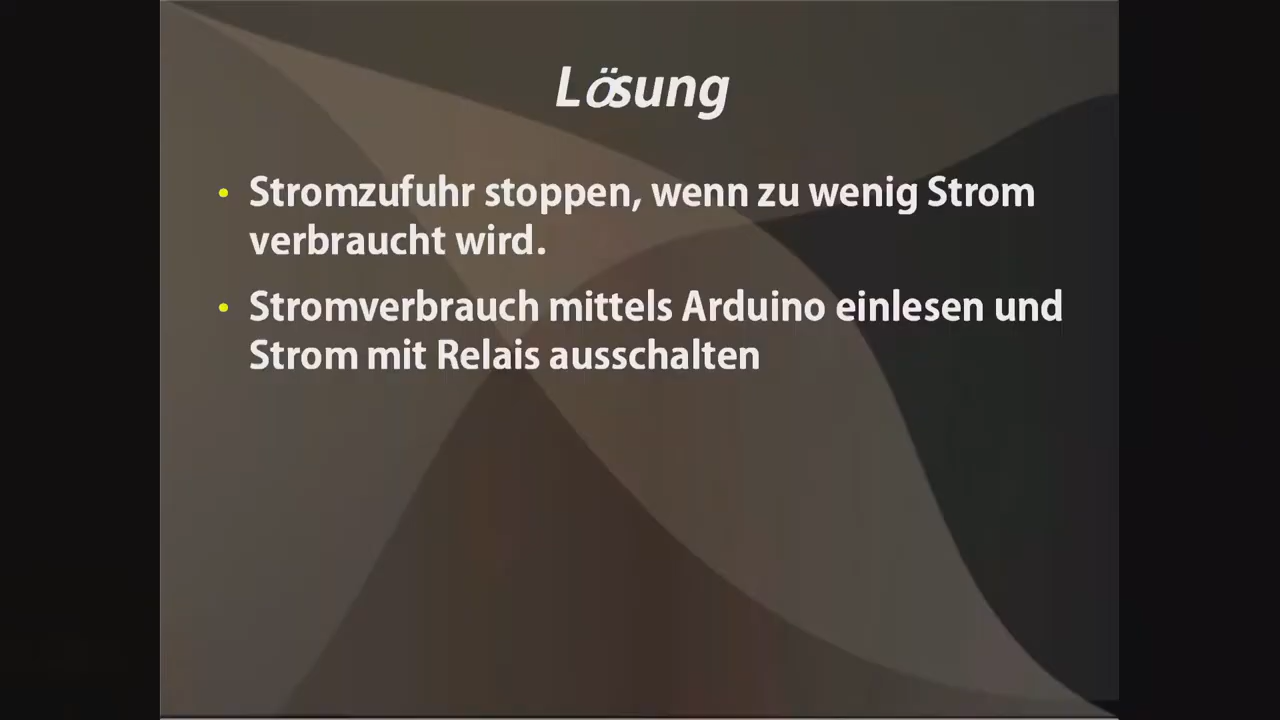 Lösung
• Stromzufuhr stoppen, wenn zu wenig Strom
verbraucht wird.
• Stromverbrauch mittels Arduino einlesen und
Strom mit Relais ausschalten